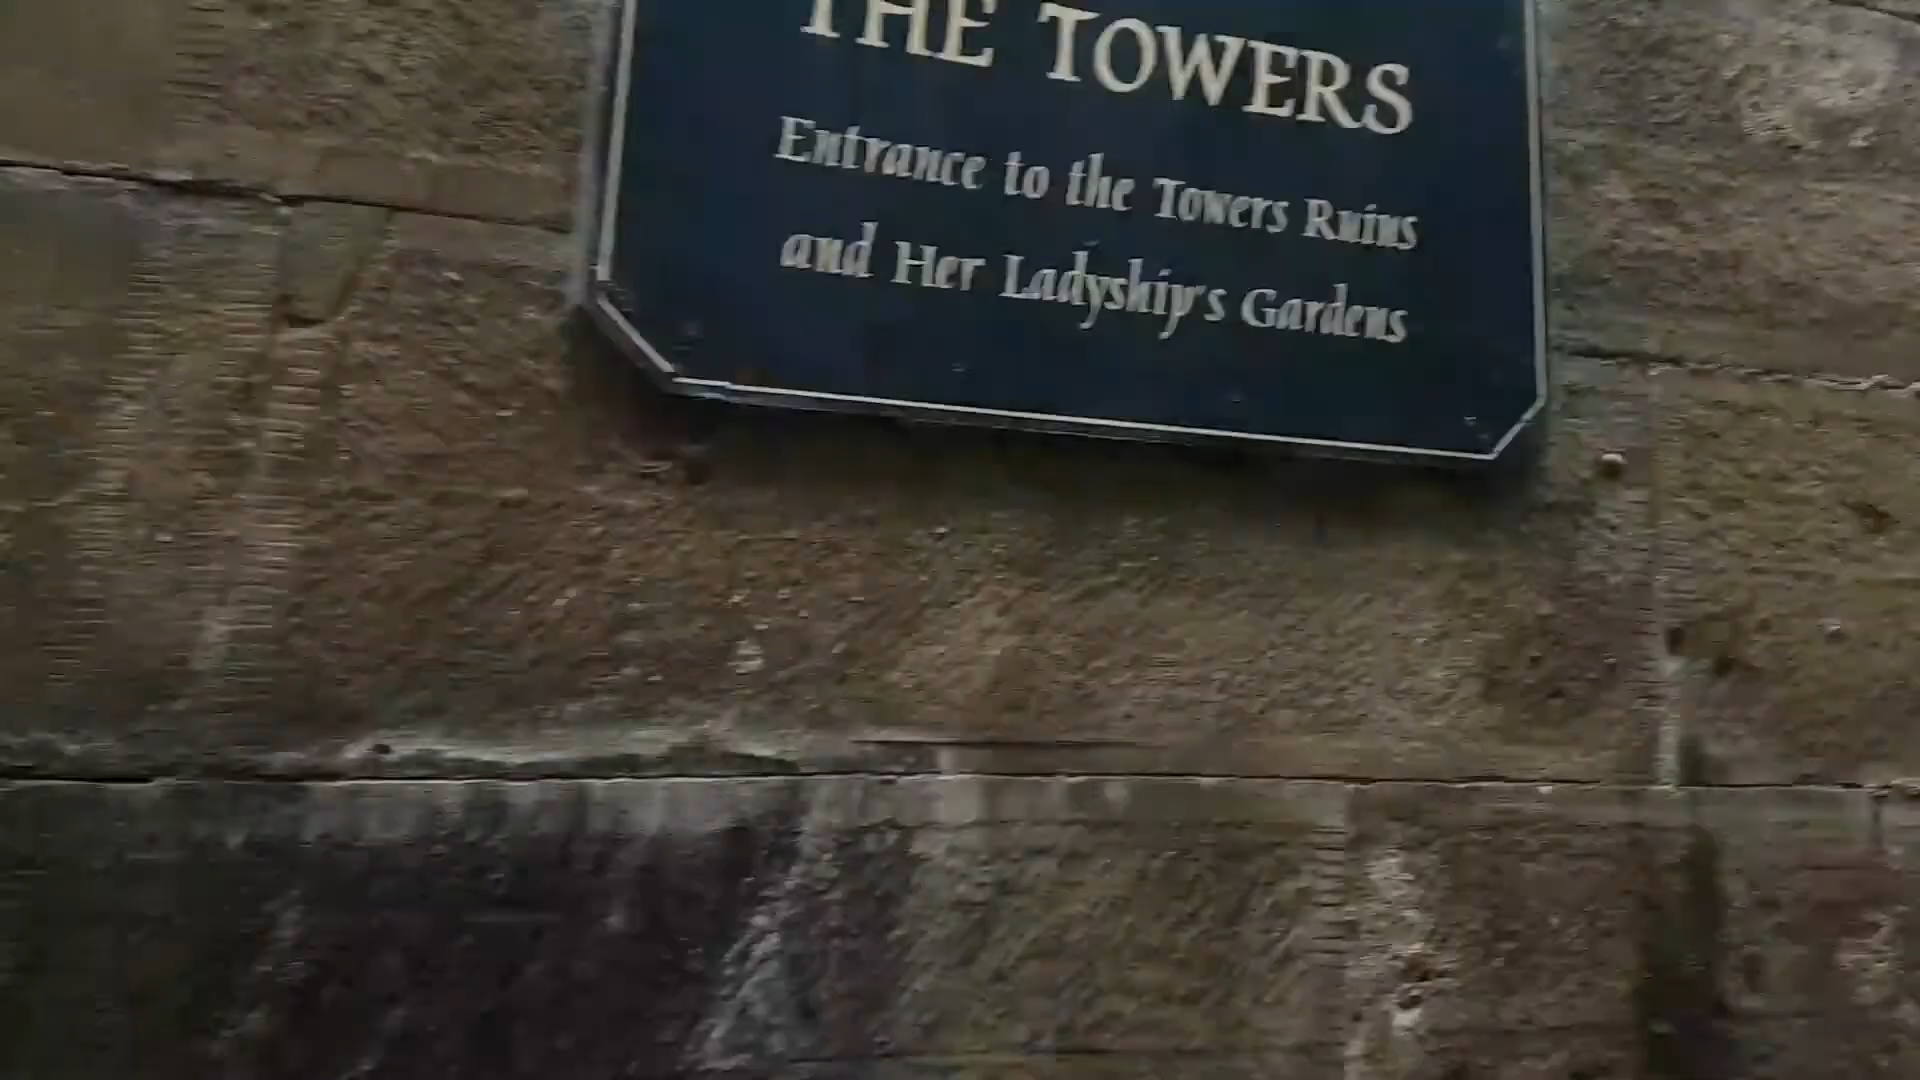 THE TOWERS
Entrance to the Towers Ruins
and Her Ladyship's Gardens